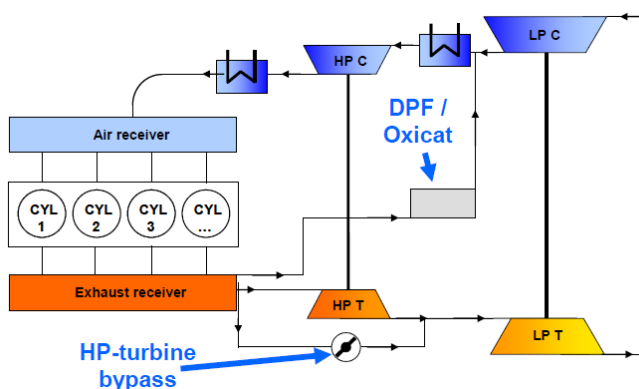 LP C
HP C
DPF /
Oxicat
Air receiver
CYL
1
CYL
2
CYL
3
CYL
...
Exhaust receiver
HP T
LP T
HP-turbine
bypass